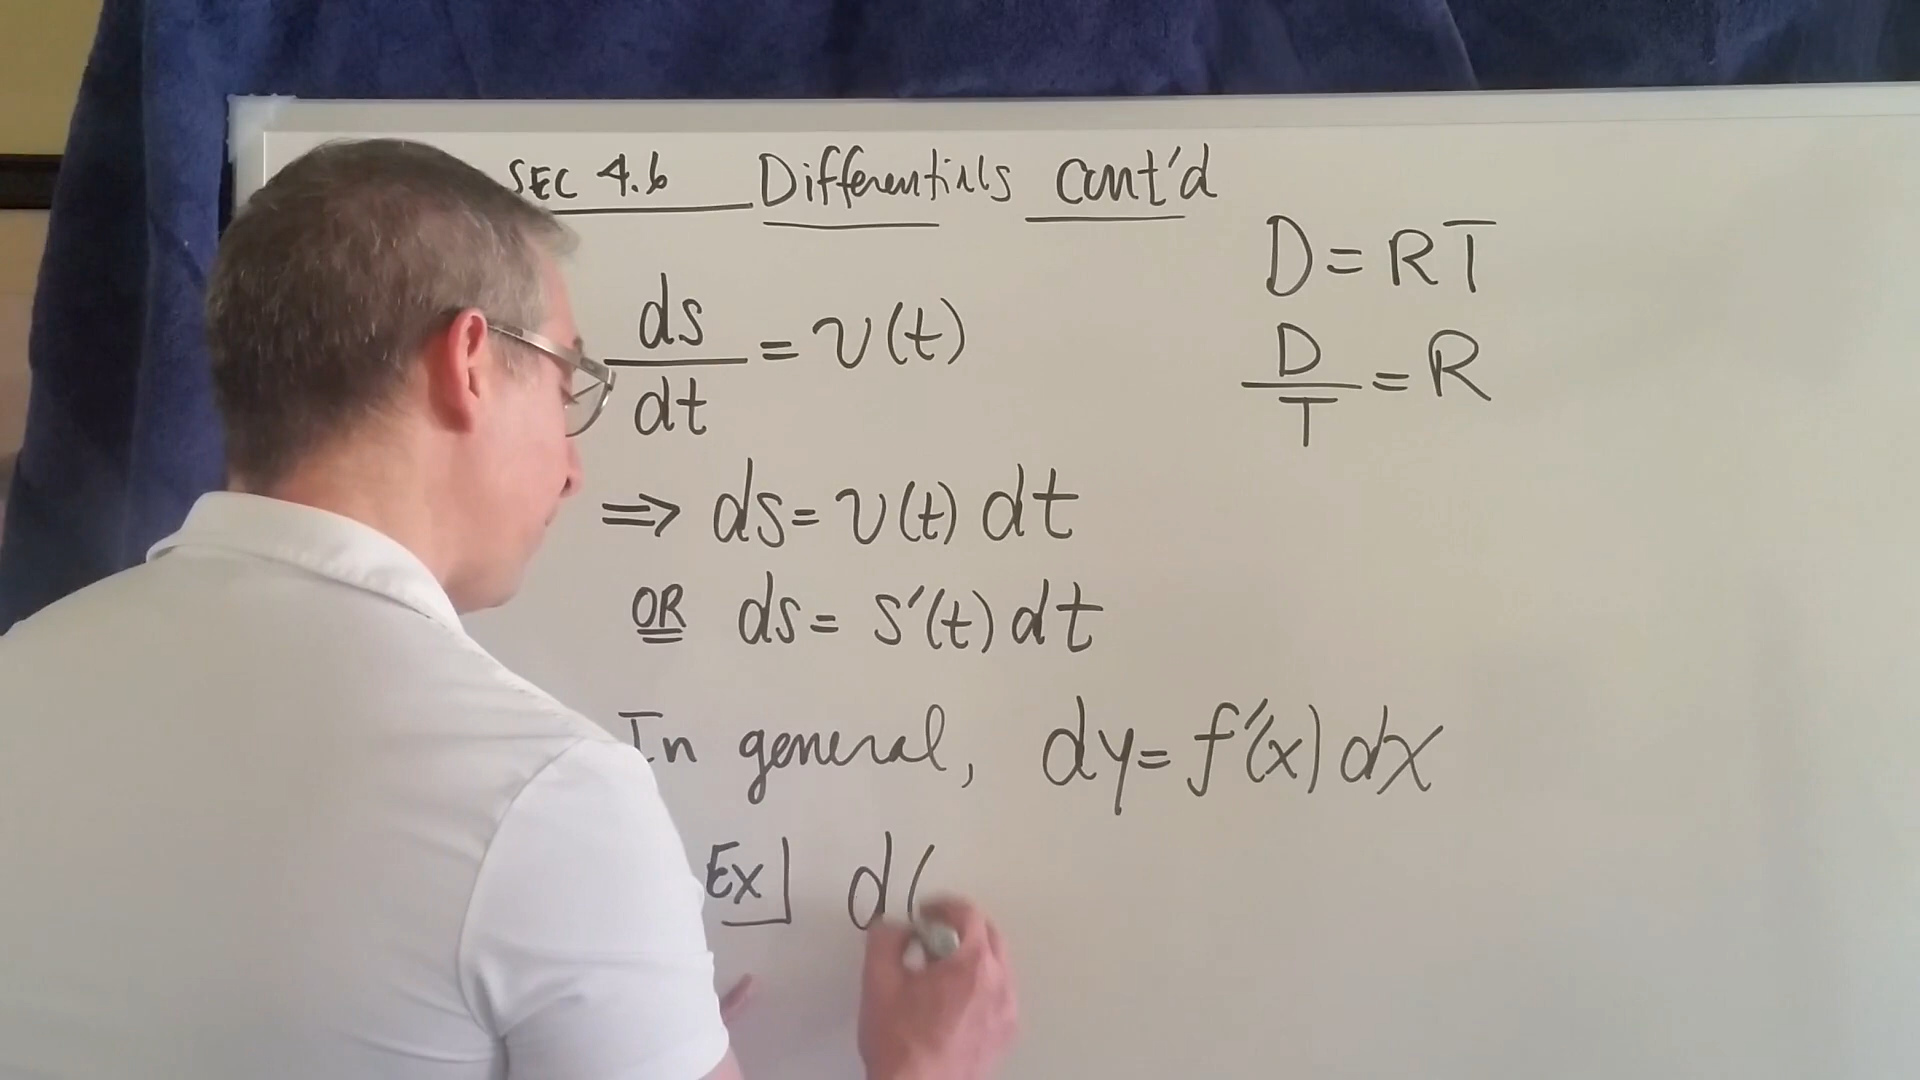 SEC 4.6 Differentials cont'd
D = RT
ds/dt = v(t)
D/T = R
⇒ ds = v(t) dt
OR ds = s'(t) dt
In general, dy = f'(x) dx
Ex] d(